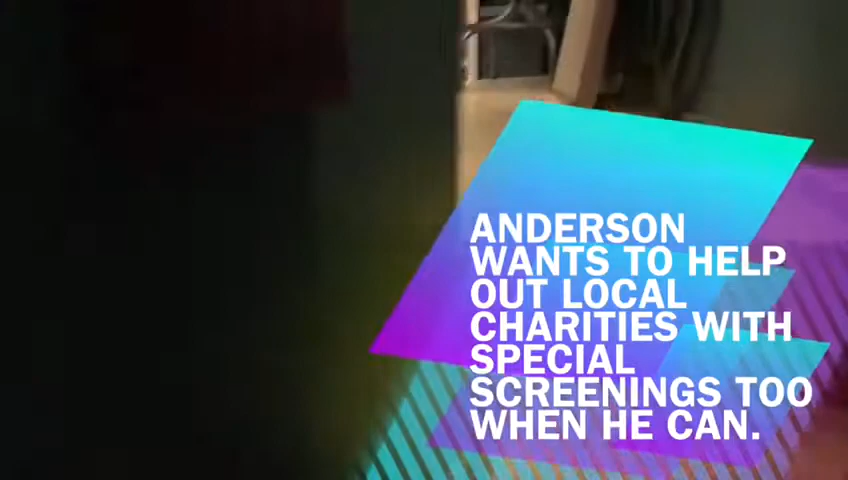 ANDERSON
WANTS TO HELP
OUT LOCAL
CHARITIES WITH
SPECIAL
SCREENINGS TOO
WHEN HE CAN.